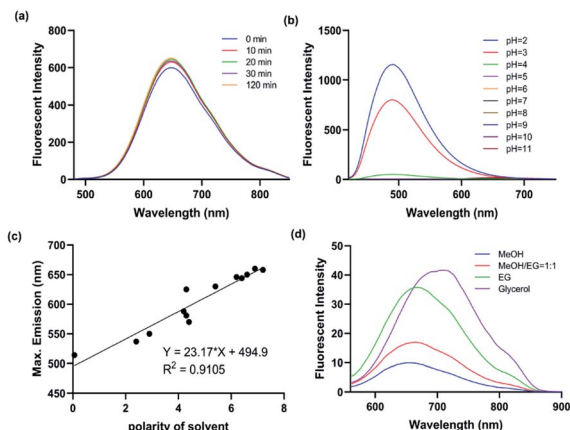 (a)
800
600
400
200
0
Fluorescent Intensity
500 600 700 800
Wavelength (nm)
0 min
10 min
20 min
30 min
120 min
(b)
1500
1000
500
0
Fluorescent Intensity
500 600 700
Wavelength (nm)
pH=2
pH=3
pH=4
pH=5
pH=6
pH=7
pH=8
pH=9
pH=10
pH=11
(c)
700
650
600
550
500
450
Max. Emission (nm)
0 2 4 6 8
polarity of solvent
Y = 23.17*X + 494.9
R² = 0.9105
(d)
50
40
30
20
10
0
Fluorescent Intensity
600 700 800 900
Wavelength (nm)
MeOH
MeOH/EG=1:1
EG
Glycerol